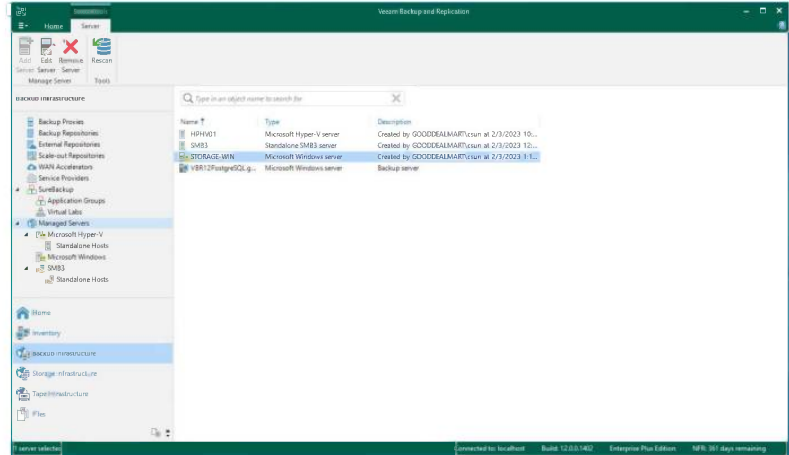 Veeam Backup and Replication
Home Server
Add Server
Edit Server
Remove Server
Rescan
Manage Server
Tools
Backup Infrastructure
Type in an object name to search for
Backup Proxies
Backup Repositories
External Repositories
Scale-out Repositories
WAN Accelerators
Service Providers
SureBackup
Application Groups
Virtual Labs
Managed Servers
Microsoft Hyper-V
Standalone Hosts
Microsoft Windows
SMB3
Standalone Hosts
Name Type Description
HPHV01 Microsoft Hyper-V server Created by GOODDEALMART\csun at 2/3/2023 10:...
SMB3 Standalone SMB3 server Created by GOODDEALMART\csun at 2/3/2023 12:...
STORAGE-WIN Microsoft Windows server Created by GOODDEALMART\csun at 2/3/2023 1:1...
VBR12PostgreSQL.g... Microsoft Windows server Backup server
Home
Inventory
Backup Infrastructure
Storage Infrastructure
Tape Infrastructure
Files
1 server selected Connected to: localhost Build: 12.0.0.1402 Enterprise Plus Edition NFR: 361 days remaining